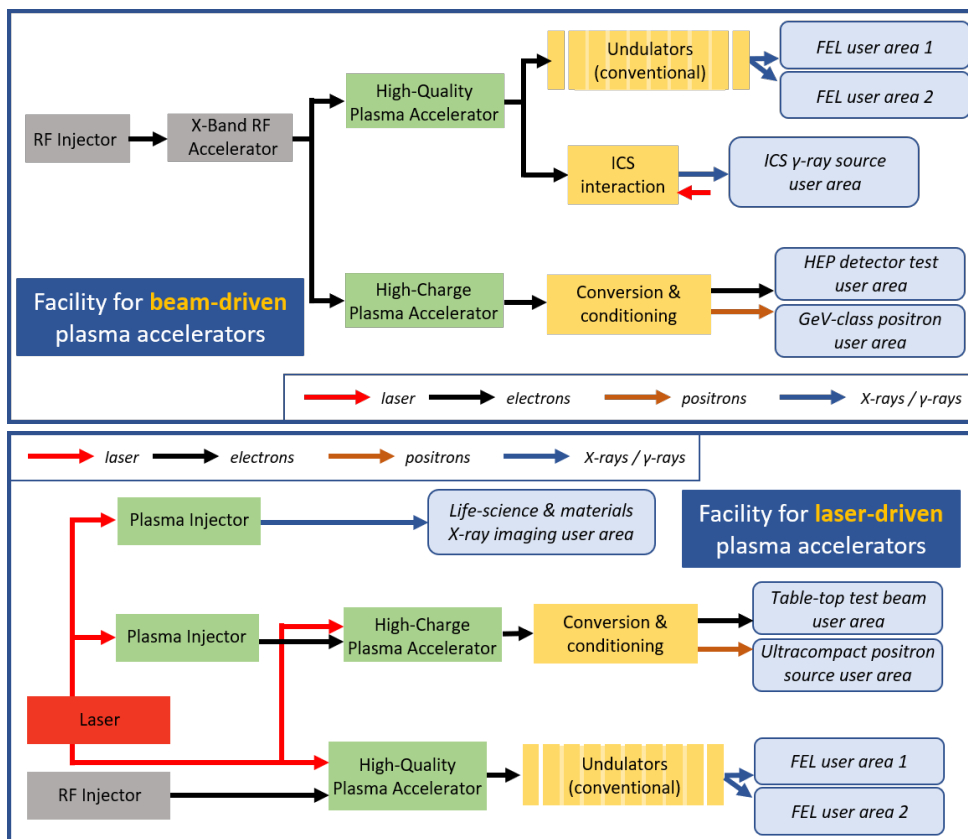 Undulators
(conventional)
FEL user area 1
FEL user area 2
High-Quality
Plasma Accelerator
RF Injector
X-Band RF
Accelerator
ICS
interaction
ICS γ-ray source
user area
Facility for beam-driven
plasma accelerators
High-Charge
Plasma Accelerator
Conversion &
conditioning
HEP detector test
user area
GeV-class positron
user area
laser
electrons
positrons
X-rays / γ-rays
laser
electrons
positrons
X-rays / γ-rays
Plasma Injector
Life-science & materials
X-ray imaging user area
Facility for laser-driven
plasma accelerators
Plasma Injector
High-Charge
Plasma Accelerator
Conversion &
conditioning
Table-top test beam
user area
Ultracompact positron
source user area
Laser
RF Injector
High-Quality
Plasma Accelerator
Undulators
(conventional)
FEL user area 1
FEL user area 2